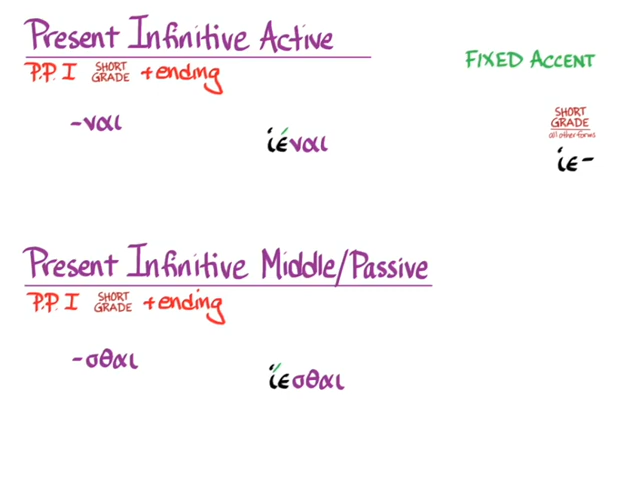 Present Infinitive Active
FIXED ACCENT
P.P. I SHORT GRADE + ending
-ναι
ἱέναι
SHORT
GRADE
all other forms
ἱε-
Present Infinitive Middle/Passive
P.P. I SHORT GRADE + ending
-σθαι
ἵεσθαι